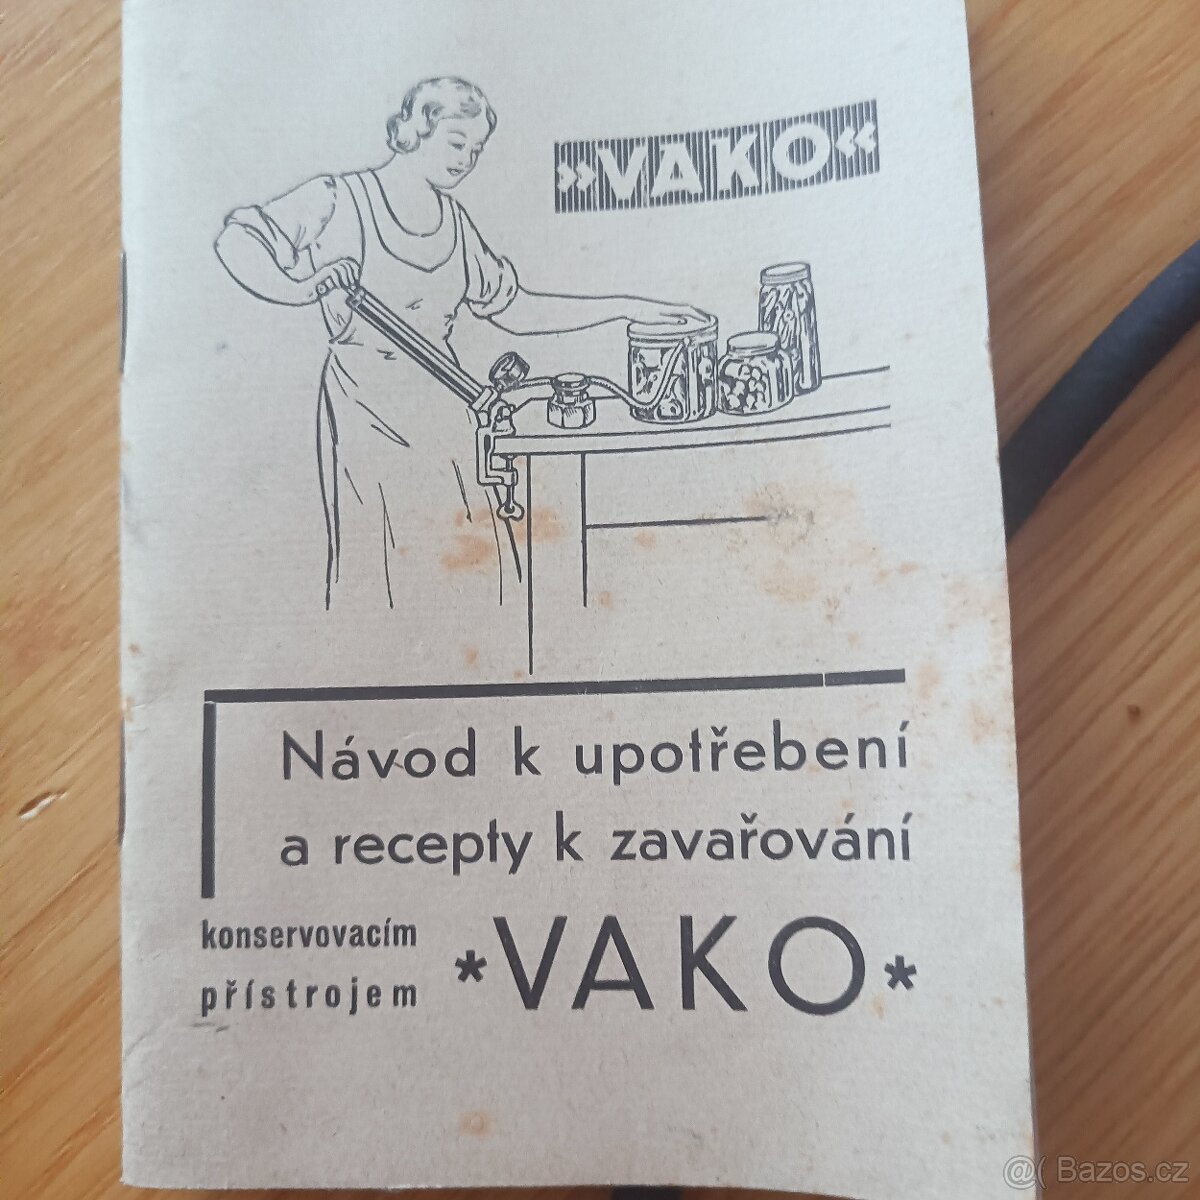 »VAKO«
Návod k upotřebení
a recepty k zavařování
konservovacím
přístrojem
*VAKO*
@( Bazos.cz